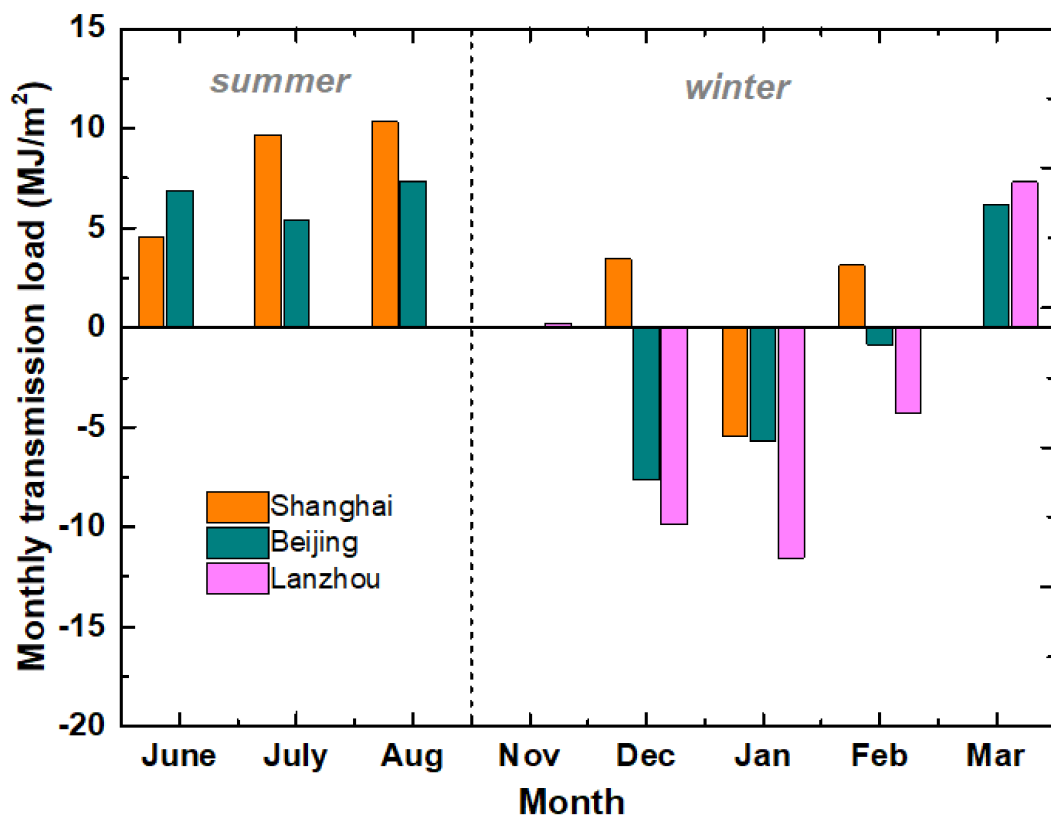 Monthly transmission load (MJ/m²)
15
10
5
0
-5
-10
-15
-20
summer
winter
Shanghai
Beijing
Lanzhou
June July Aug Nov Dec Jan Feb Mar
Month